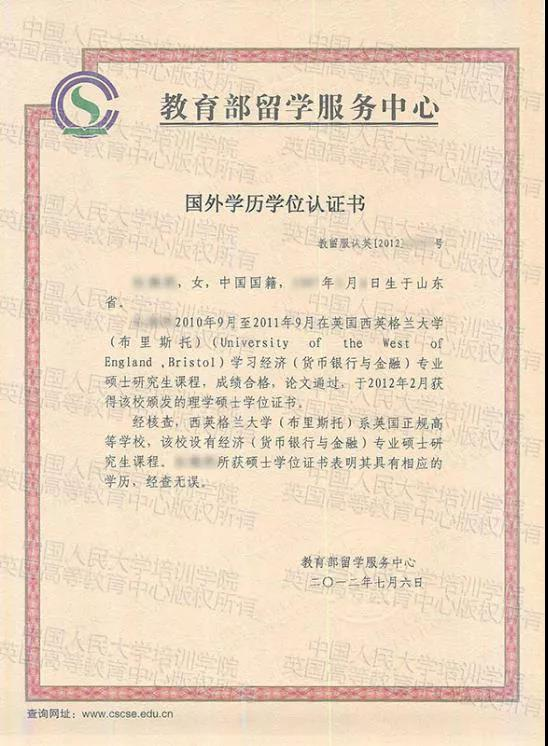 教育部留学服务中心
国外学历学位认证书
教留服认英[2012] 号
，女，中国国籍， 年 月 日生于山东
省。
2010年9月至2011年9月在英国西英格兰大学
（布里斯托）（University of the West of
England ,Bristol）学习经济（货币银行与金融）专业
硕士研究生课程，成绩合格，论文通过，于2012年2月获
得该校颁发的理学硕士学位证书。
经核查，西英格兰大学（布里斯托）系英国正规高
等学校，该校设有经济（货币银行与金融）专业硕士研
究生课程。 所获硕士学位证书表明其具有相应的
学历，经查无误。
教育部留学服务中心
二〇一二年七月六日
查询网址：www.cscse.edu.cn
中国人民大学培训学院
英国高等教育中心版权所有